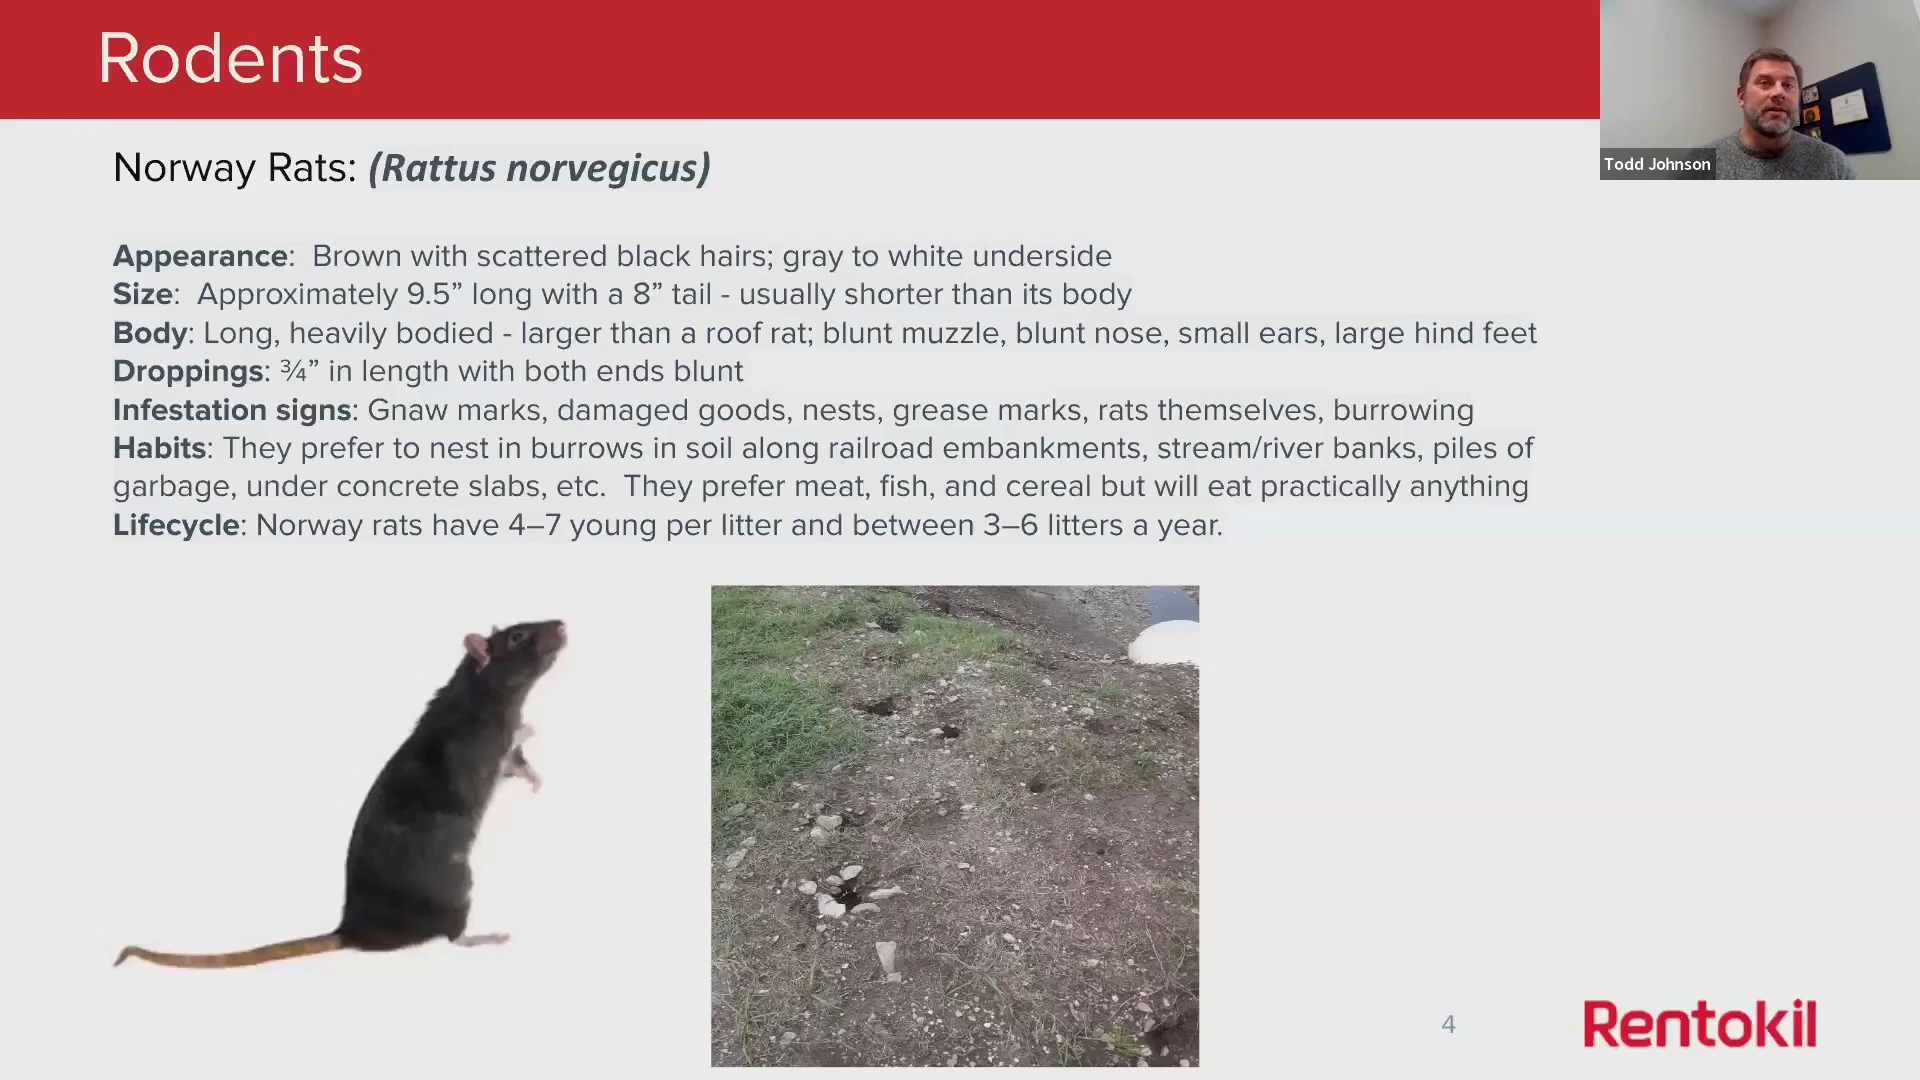 Rodents
Todd Johnson
Norway Rats: (Rattus norvegicus)
Appearance:  Brown with scattered black hairs; gray to white underside
Size:  Approximately 9.5” long with a 8” tail - usually shorter than its body
Body: Long, heavily bodied - larger than a roof rat; blunt muzzle, blunt nose, small ears, large hind feet
Droppings: ¾” in length with both ends blunt
Infestation signs: Gnaw marks, damaged goods, nests, grease marks, rats themselves, burrowing
Habits: They prefer to nest in burrows in soil along railroad embankments, stream/river banks, piles of
garbage, under concrete slabs, etc.  They prefer meat, fish, and cereal but will eat practically anything
Lifecycle: Norway rats have 4–7 young per litter and between 3–6 litters a year.
4
Rentokil